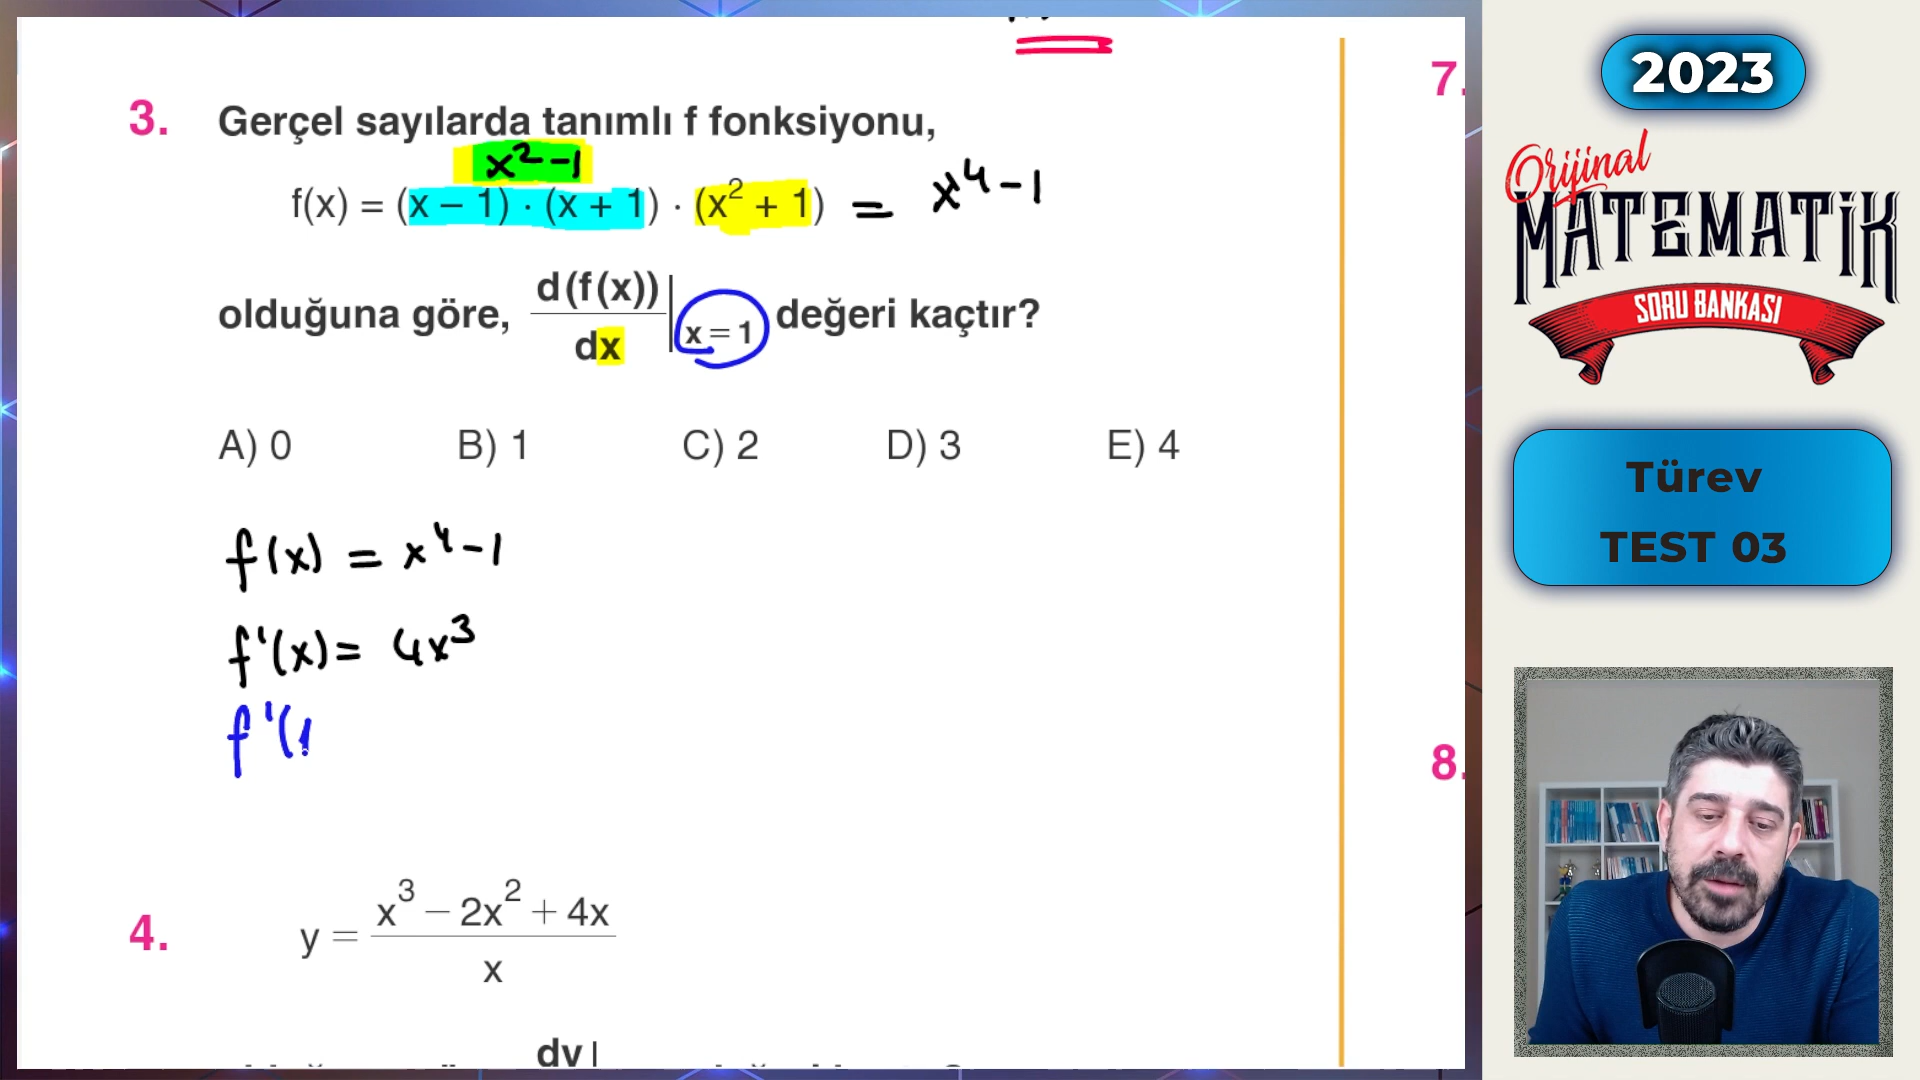 3. Gerçel sayılarda tanımlı f fonksiyonu,
x²-1
f(x) = (x – 1) · (x + 1) · (x² + 1) = x⁴-1
olduğuna göre, d(f(x))/dx | x = 1 değeri kaçtır?
A) 0 B) 1 C) 2 D) 3 E) 4
f(x) = x⁴-1
f'(x) = 4x³
f'(1
4. y = (x³ – 2x² + 4x)/x
dy |
7.
8.
2023
Orijinal
MATEMATİK
SORU BANKASI
Türev
TEST 03